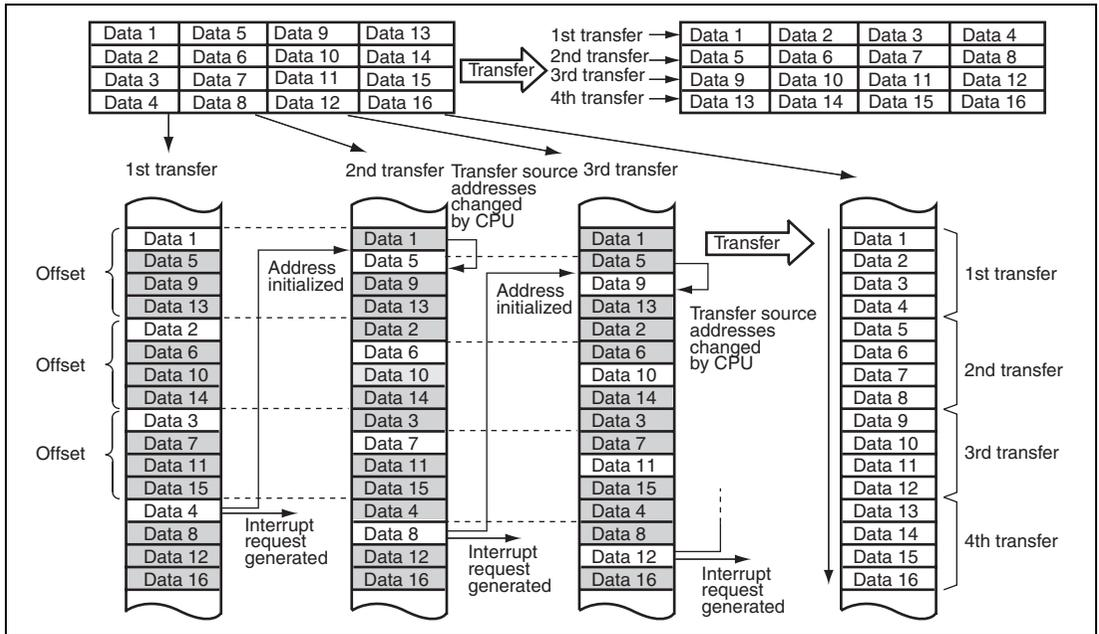 Data 1 Data 5 Data 9 Data 13
Data 2 Data 6 Data 10 Data 14
Data 3 Data 7 Data 11 Data 15
Data 4 Data 8 Data 12 Data 16
Transfer
1st transfer
2nd transfer
3rd transfer
4th transfer
Data 1 Data 2 Data 3 Data 4
Data 5 Data 6 Data 7 Data 8
Data 9 Data 10 Data 11 Data 12
Data 13 Data 14 Data 15 Data 16
1st transfer
Offset
Offset
Offset
Data 1
Data 5
Data 9
Data 13
Data 2
Data 6
Data 10
Data 14
Data 3
Data 7
Data 11
Data 15
Data 4
Data 8
Data 12
Data 16
Address
initialized
Interrupt
request
generated
2nd transfer
Transfer source
addresses
changed
by CPU
Data 1
Data 5
Data 9
Data 13
Data 2
Data 6
Data 10
Data 14
Data 3
Data 7
Data 11
Data 15
Data 4
Data 8
Data 12
Data 16
Address
initialized
Interrupt
request
generated
3rd transfer
Data 1
Data 5
Data 9
Data 13
Data 2
Data 6
Data 10
Data 14
Data 3
Data 7
Data 11
Data 15
Data 4
Data 8
Data 12
Data 16
Transfer
Transfer source
addresses
changed
by CPU
Interrupt
request
generated
Data 1
Data 2
Data 3
Data 4
Data 5
Data 6
Data 7
Data 8
Data 9
Data 10
Data 11
Data 12
Data 13
Data 14
Data 15
Data 16
1st transfer
2nd transfer
3rd transfer
4th transfer